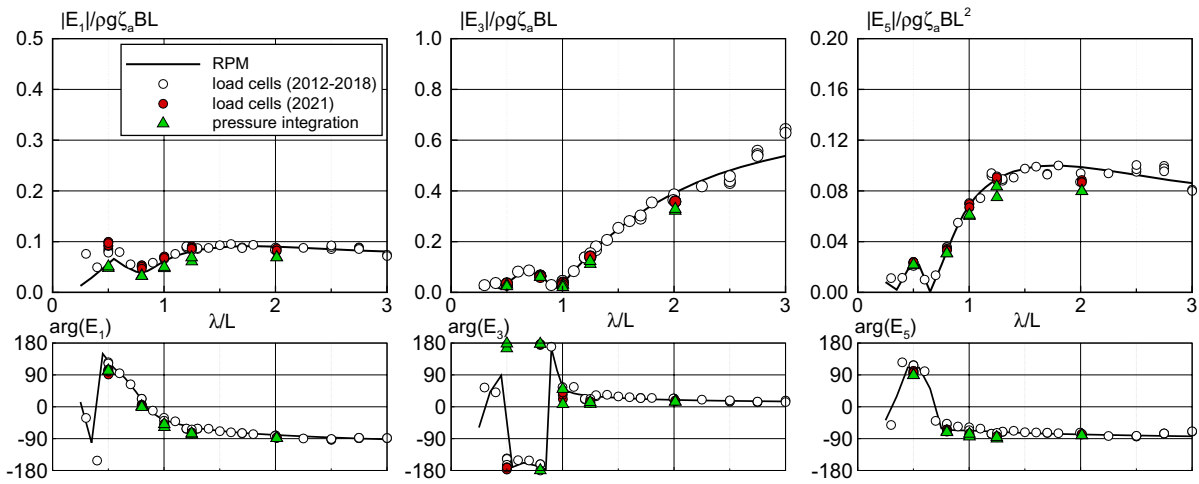 |E₁|/ρgζₐBL
|E₃|/ρgζₐBL
|E₅|/ρgζₐBL²
0.5
0.4
0.3
0.2
0.1
0.0
RPM
load cells (2012-2018)
load cells (2021)
pressure integration
1.0
0.8
0.6
0.4
0.2
0.0
0.20
0.16
0.12
0.08
0.04
0.00
0 1 λ/L 2 3
0 1 λ/L 2 3
0 1 λ/L 2 3
arg(E₁)
arg(E₃)
arg(E₅)
180
90
0
-90
-180
180
90
0
-90
-180
180
90
0
-90
-180